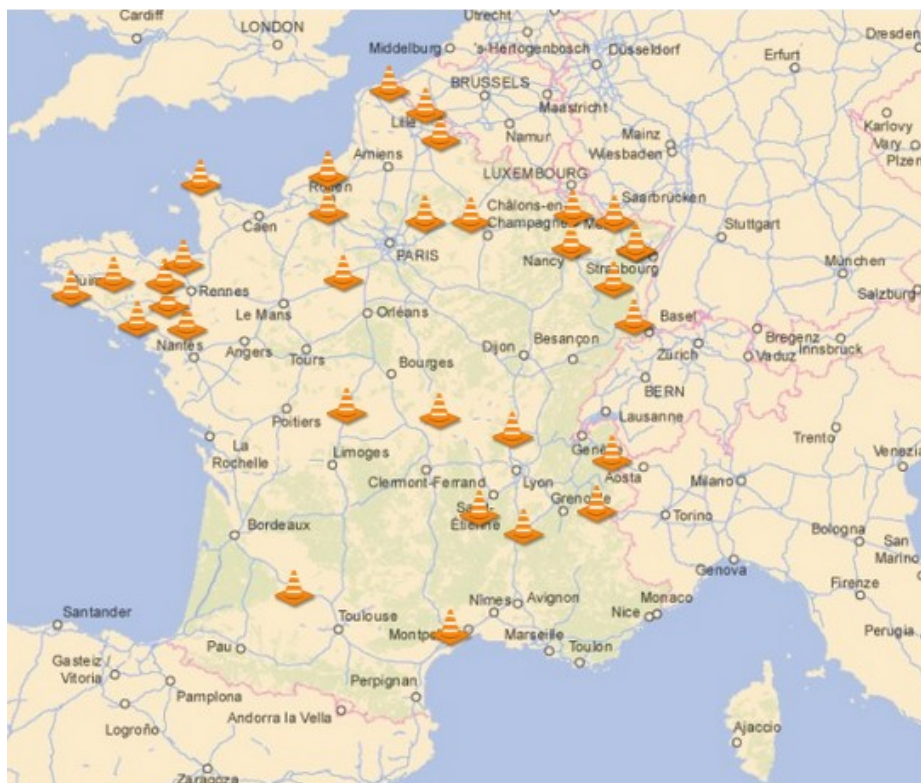 Cardiff
LONDON
Utrecht
's-Hertogenbosch
Middelburg
Düsseldorf
Erfurt
Dresden
BRUSSELS
Maastricht
Lille
Namur
Karlovy
Vary
Plzen
Mainz
Wiesbaden
Amiens
LUXEMBOURG
Rouen
Saarbrücken
Châlons-en
Champagne
Caen
Stuttgart
PARIS
Nancy
Strasbourg
München
Rennes
Salzburg
Le Mans
Orléans
Nantes
Angers
Tours
Basel
Zürich
Bregenz
Vaduz
Innsbruck
Dijon
Besançon
Bourges
BERN
Poitiers
Lausanne
La
Rochelle
Genève
Trento
Venezia
Limoges
Clermont-Ferrand
Lyon
Aosta
Milano
Saint-
Étienne
Grenoble
Torino
Bordeaux
Bologna
San
Marino
Genova
Firenze
Santander
Nîmes
Avignon
Monaco
Nice
Toulouse
Marseille
Toulon
Perugia
Pau
Gasteiz /
Vitoria
Pamplona
Perpignan
Andorra la Vella
Logroño
Ajaccio
Zaragoza